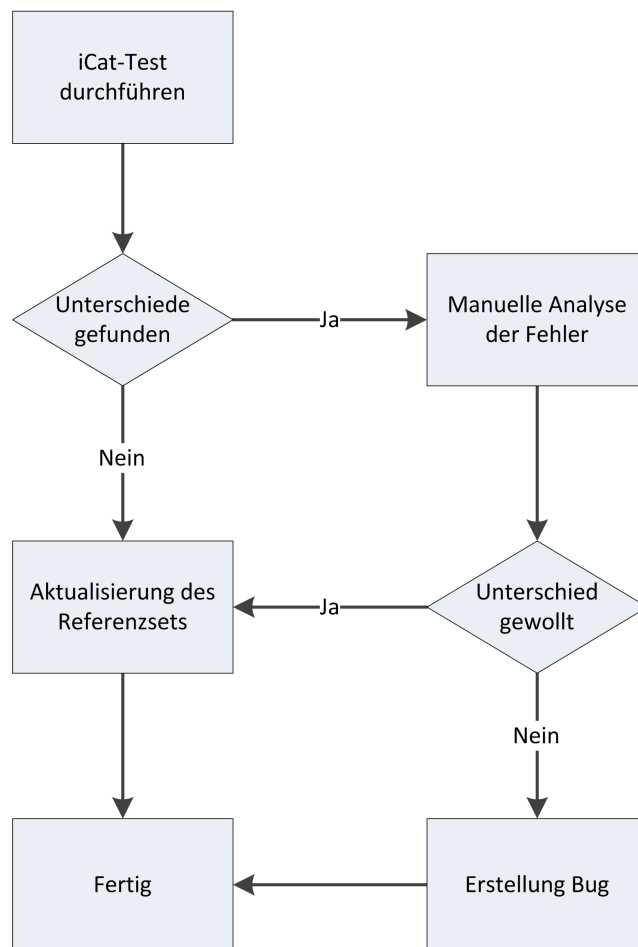 iCat-Test
durchführen
Unterschiede
gefunden
Ja
Manuelle Analyse
der Fehler
Nein
Aktualisierung des
Referenzsets
Ja
Unterschied
gewollt
Nein
Fertig
Erstellung Bug